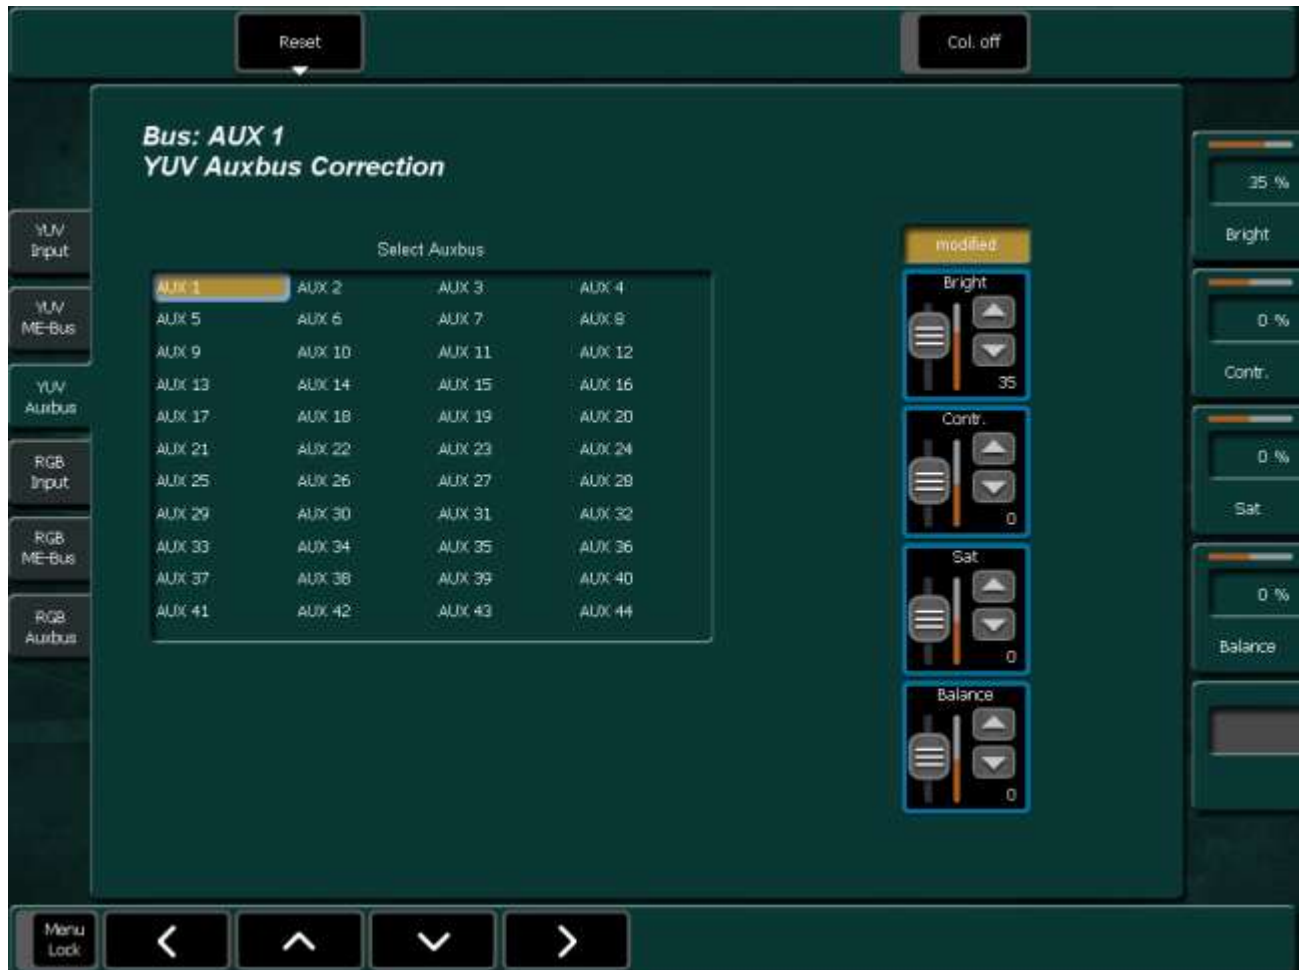 Reset
Col. off
Bus: AUX 1
YUV Auxbus Correction
YUV
Input
YUV
ME-Bus
YUV
Auxbus
RGB
Input
RGB
ME-Bus
RGB
Auxbus
Select Auxbus
AUX 1 AUX 2 AUX 3 AUX 4
AUX 5 AUX 6 AUX 7 AUX 8
AUX 9 AUX 10 AUX 11 AUX 12
AUX 13 AUX 14 AUX 15 AUX 16
AUX 17 AUX 18 AUX 19 AUX 20
AUX 21 AUX 22 AUX 23 AUX 24
AUX 25 AUX 26 AUX 27 AUX 28
AUX 29 AUX 30 AUX 31 AUX 32
AUX 33 AUX 34 AUX 35 AUX 36
AUX 37 AUX 38 AUX 39 AUX 40
AUX 41 AUX 42 AUX 43 AUX 44
modified
Bright
35
Contr.
0
Sat
0
Balance
0
35 %
Bright
0 %
Contr.
0 %
Sat
0 %
Balance
Menu
Lock